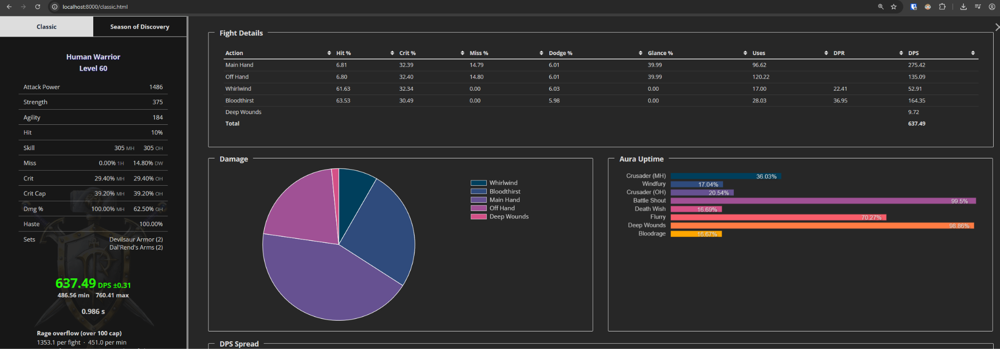 localhost:8000/classic.html
Classic
Season of Discovery
Human Warrior
Level 60
Attack Power 1486
Strength 375
Agility 184
Hit 10%
Skill 305 MH 305 OH
Miss 0.00% 1H 14.80% DW
Crit 29.40% MH 29.40% OH
Crit Cap 39.20% MH 39.20% OH
Dmg % 100.00% MH 62.50% OH
Haste 100.00%
Sets Devilsaur Armor (2)
Dal'Rend's Arms (2)
637.49 DPS ±0.31
486.56 min 760.41 max
0.986 s
Rage overflow (over 100 cap)
1353.1 per fight · 451.0 per min
Fight Details
Action Hit % Crit % Miss % Dodge % Glance % Uses DPR DPS
Main Hand 6.81 32.39 14.79 6.01 39.99 96.62 275.42
Off Hand 6.80 32.40 14.80 6.01 39.99 120.22 135.09
Whirlwind 61.63 32.34 0.00 6.03 0.00 17.00 22.41 52.91
Bloodthirst 63.53 30.49 0.00 5.98 0.00 28.03 36.95 164.35
Deep Wounds 9.72
Total 637.49
Damage
Whirlwind
Bloodthirst
Main Hand
Off Hand
Deep Wounds
Aura Uptime
Crusader (MH) 36.03%
Windfury 17.04%
Crusader (OH) 20.54%
Battle Shout 99.5%
Death Wish 16.69%
Flurry 70.27%
Deep Wounds 98.86%
Bloodrage 16.67%
DPS Spread